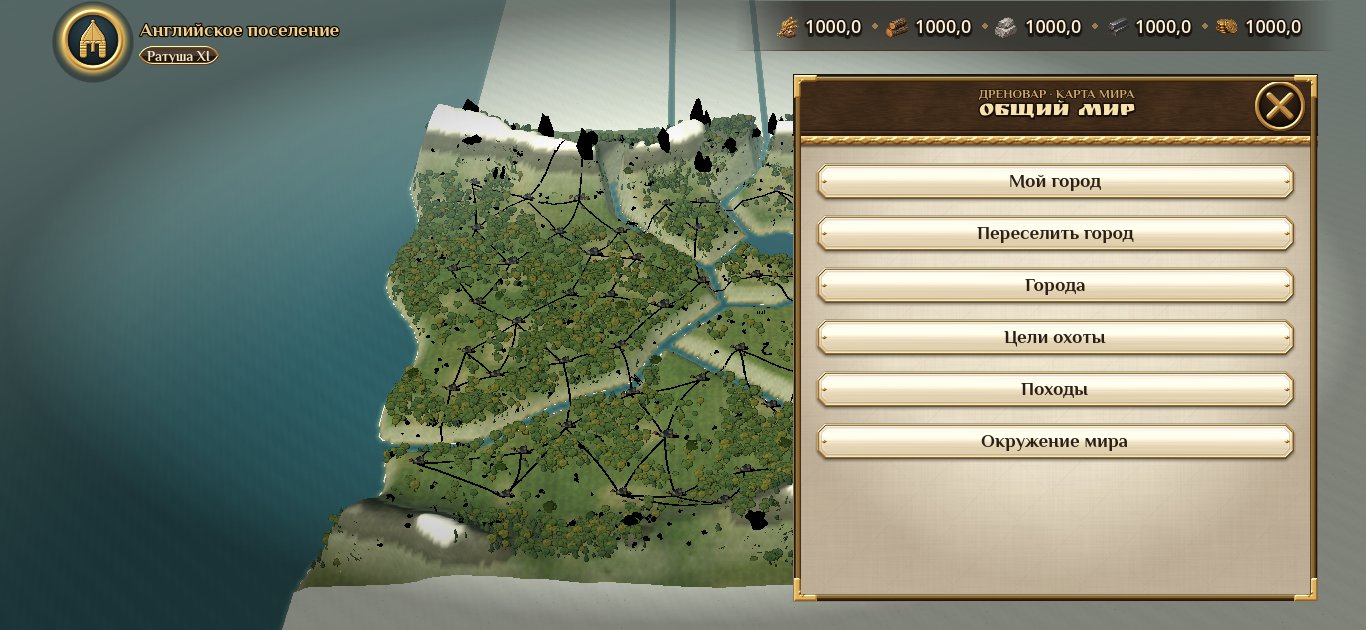 Английское поселение
Ратуша XI
1000,0
1000,0
1000,0
1000,0
1000,0
ДРЕНОВАР · КАРТА МИРА
ОБЩИЙ МИР
Мой город
Переселить город
Города
Цели охоты
Походы
Окружение мира